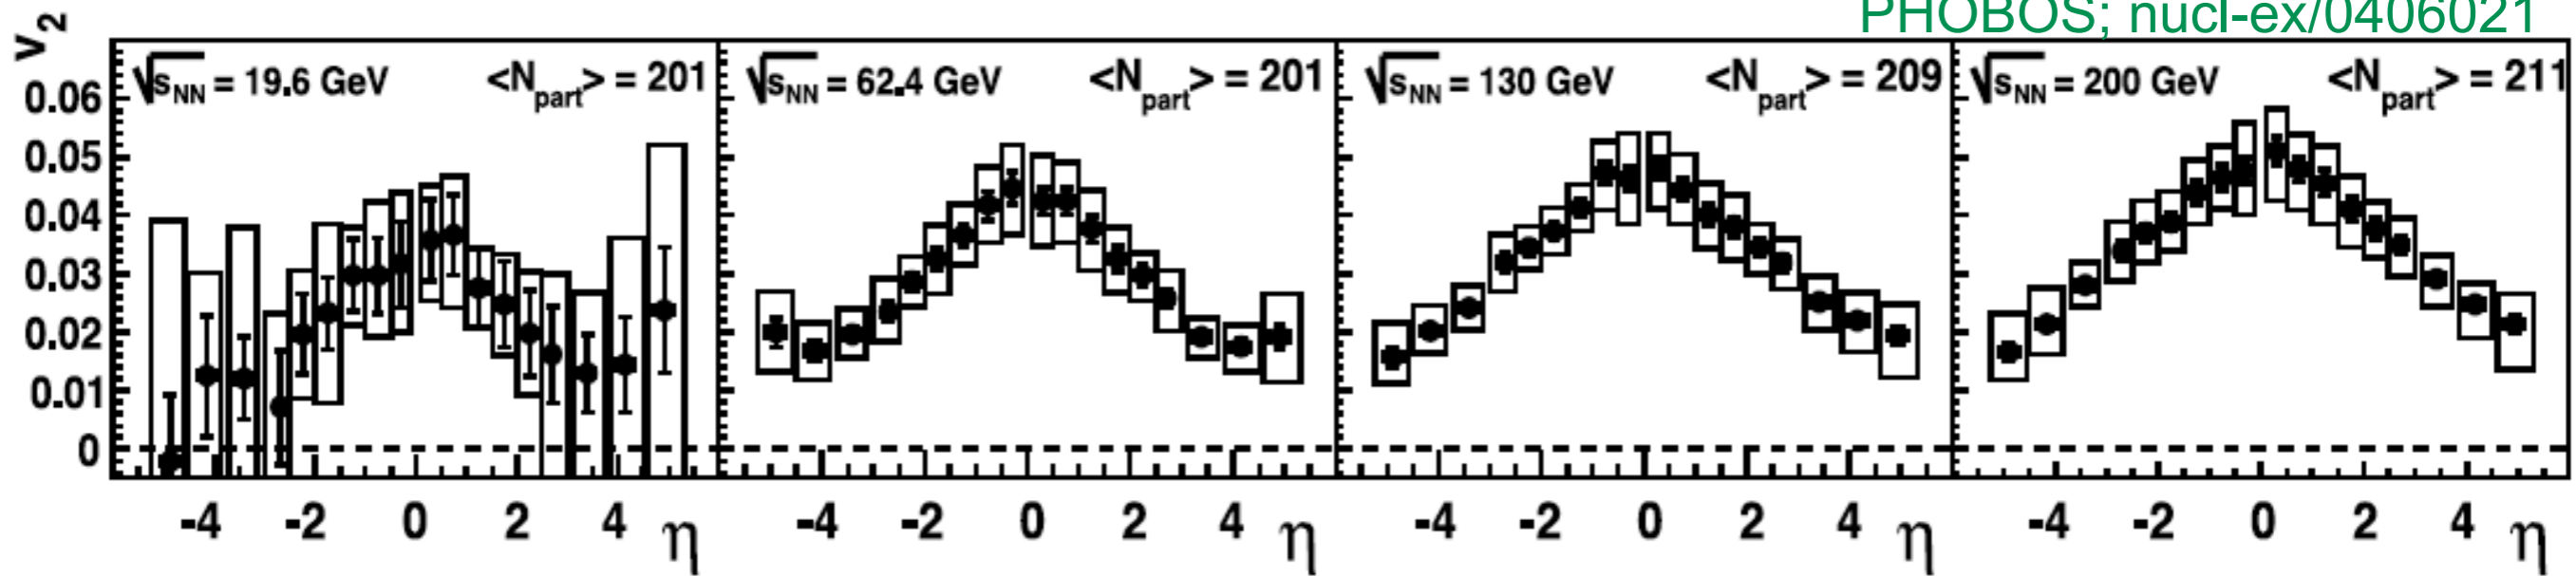 PHOBOS; nucl-ex/0406021
v2
√sNN = 19.6 GeV <Npart> = 201
√sNN = 62.4 GeV <Npart> = 201
√sNN = 130 GeV <Npart> = 209
√sNN = 200 GeV <Npart> = 211
0.06
0.05
0.04
0.03
0.02
0.01
0
-4 -2 0 2 4 η
-4 -2 0 2 4 η
-4 -2 0 2 4 η
-4 -2 0 2 4 η